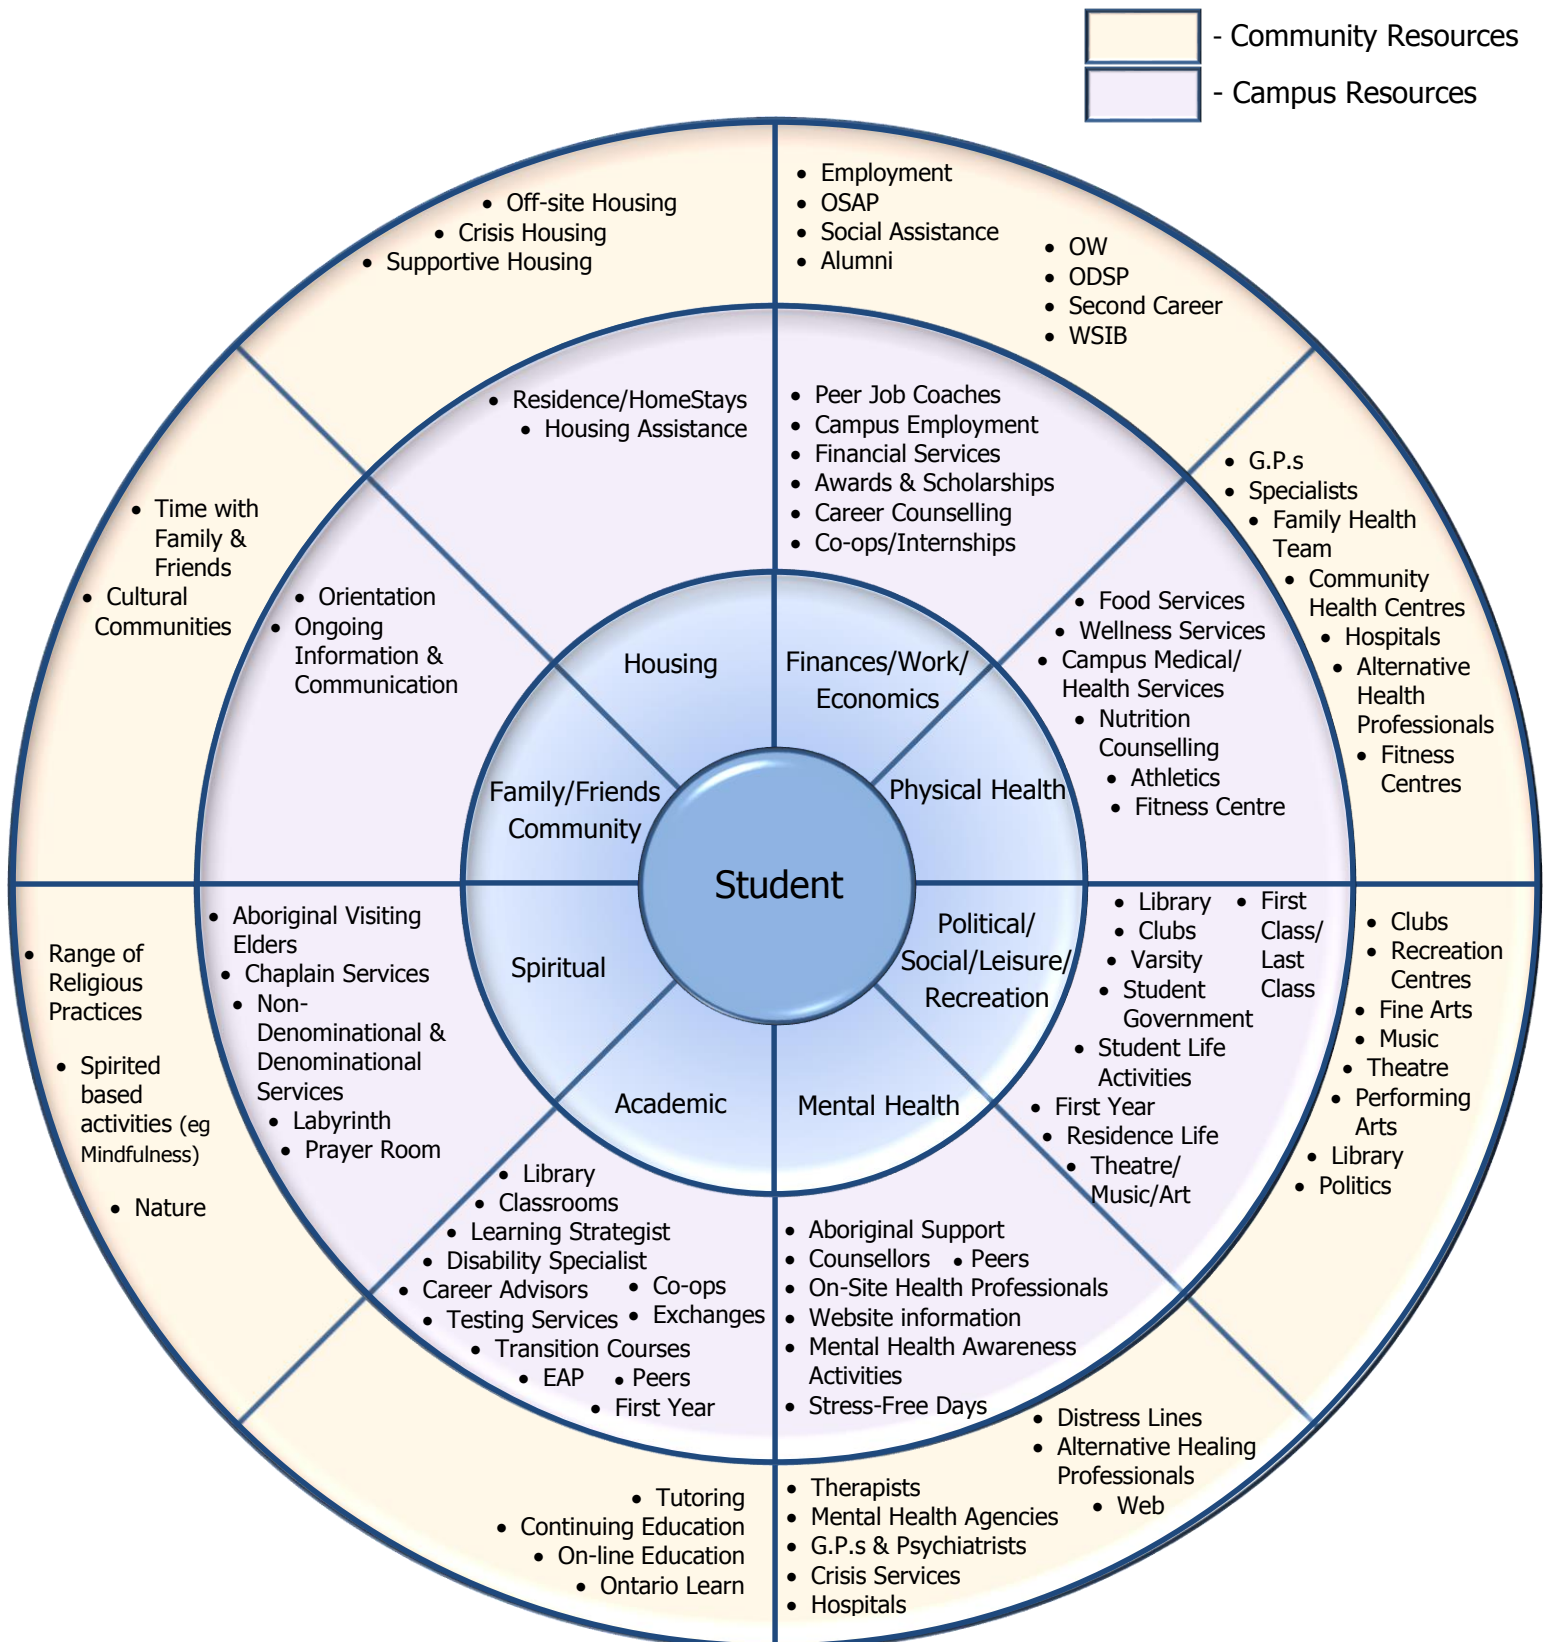 - Community Resources
- Campus Resources
• Off-site Housing
• Crisis Housing
• Supportive Housing
• Employment
• OSAP
• Social Assistance
• Alumni
• OW
• ODSP
• Second Career
• WSIB
• Residence/HomeStays
• Housing Assistance
• Peer Job Coaches
• Campus Employment
• Financial Services
• Awards & Scholarships
• Career Counselling
• Co-ops/Internships
• G.P.s
• Specialists
• Family Health
Team
• Community
Health Centres
• Hospitals
• Alternative
Health
Professionals
• Fitness
Centres
• Time with
Family &
Friends
• Cultural
Communities
• Orientation
• Ongoing
Information &
Communication
• Food Services
• Wellness Services
• Campus Medical/
Health Services
• Nutrition
Counselling
• Athletics
• Fitness Centre
Housing
Finances/Work/
Economics
Family/Friends
Community
Physical Health
Student
Spiritual
Political/
Social/Leisure/
Recreation
Academic
Mental Health
• Range of
Religious
Practices
• Spirited
based
activities (eg
Mindfulness)
• Nature
• Aboriginal Visiting
Elders
• Chaplain Services
• Non-
Denominational &
Denominational
Services
• Labyrinth
• Prayer Room
• Library
• Clubs
• Varsity
• Student
Government
• Student Life
Activities
• First Year
• Residence Life
• Theatre/
Music/Art
• First
Class/
Last
Class
• Clubs
• Recreation
Centres
• Fine Arts
• Music
• Theatre
• Performing
Arts
• Library
• Politics
• Library
• Classrooms
• Learning Strategist
• Disability Specialist
• Career Advisors
• Co-ops
• Testing Services
• Exchanges
• Transition Courses
• EAP • Peers
• First Year
• Aboriginal Support
• Counsellors • Peers
• On-Site Health Professionals
• Website information
• Mental Health Awareness
Activities
• Stress-Free Days
• Tutoring
• Continuing Education
• On-line Education
• Ontario Learn
• Distress Lines
• Alternative Healing
Professionals
• Web
• Therapists
• Mental Health Agencies
• G.P.s & Psychiatrists
• Crisis Services
• Hospitals